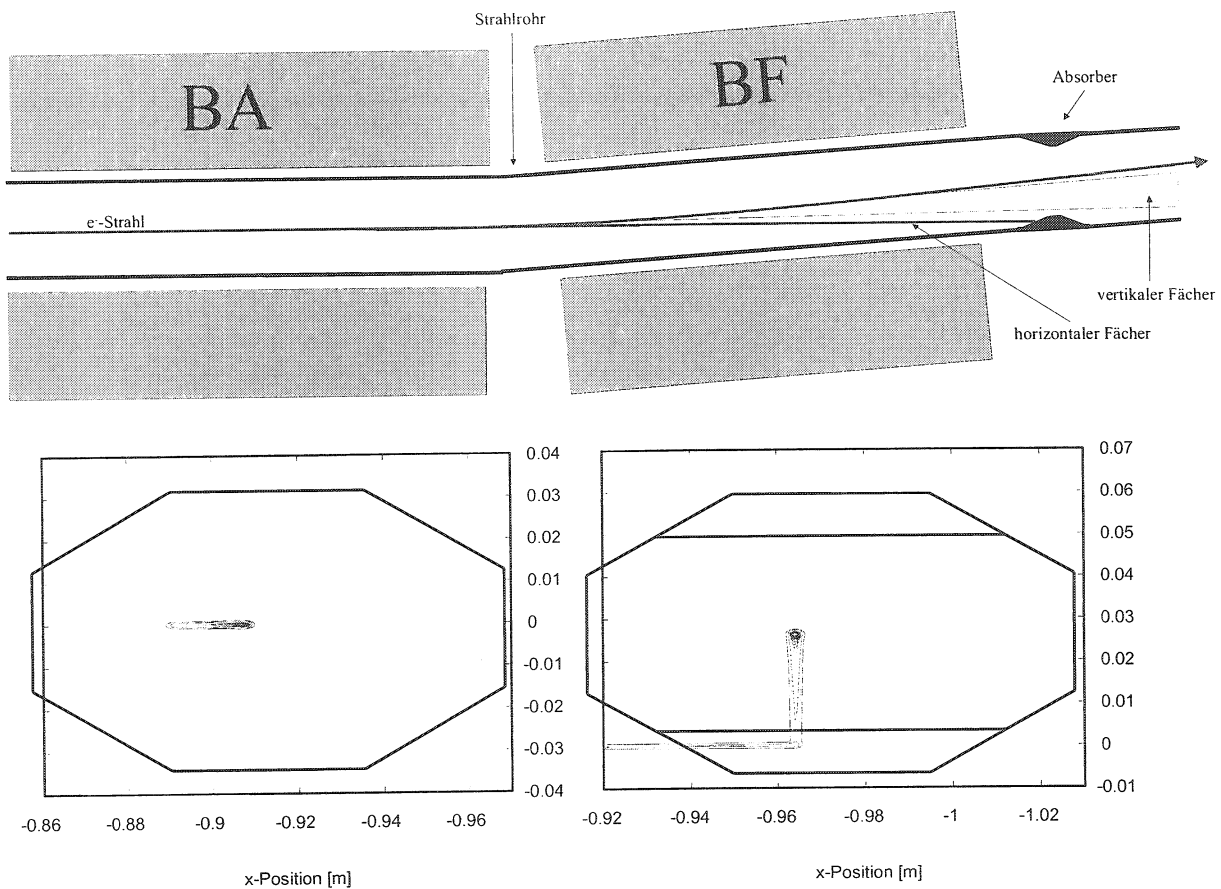 Strahlrohr
BA
BF
Absorber
e⁻-Strahl
vertikaler Fächer
horizontaler Fächer
0.04
0.03
0.02
0.01
0
-0.01
-0.02
-0.03
-0.04
-0.86 -0.88 -0.9 -0.92 -0.94 -0.96
x-Position [m]
0.07
0.06
0.05
0.04
0.03
0.02
0.01
0
-0.01
-0.92 -0.94 -0.96 -0.98 -1 -1.02
x-Position [m]